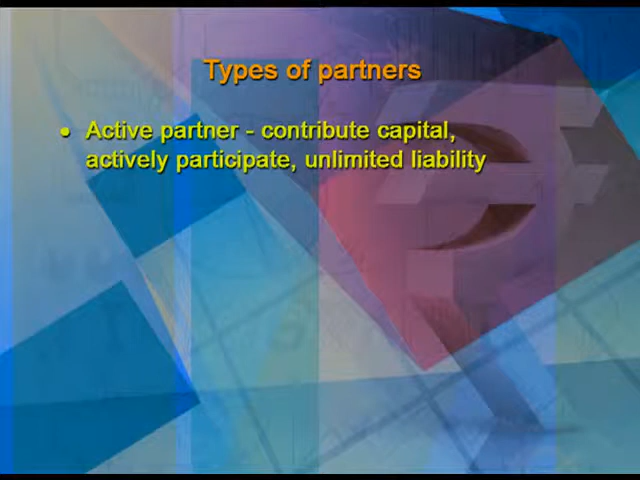 Types of partners
• Active partner - contribute capital,
actively participate, unlimited liability